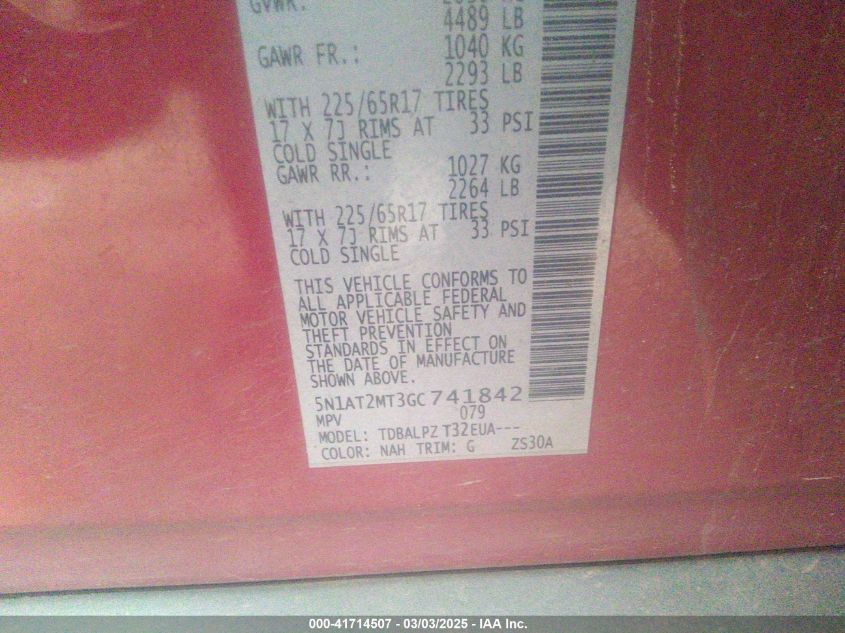 GVWR:
4489 LB
GAWR FR.: 1040 KG
2293 LB
WITH 225/65R17 TIRES
17 X 7J RIMS AT 33 PSI
COLD SINGLE
GAWR RR.: 1027 KG
2264 LB
WITH 225/65R17 TIRES
17 X 7J RIMS AT 33 PSI
COLD SINGLE
THIS VEHICLE CONFORMS TO
ALL APPLICABLE FEDERAL
MOTOR VEHICLE SAFETY AND
THEFT PREVENTION
STANDARDS IN EFFECT ON
THE DATE OF MANUFACTURE
SHOWN ABOVE.
5N1AT2MT3GC741842
MPV 079
MODEL: TDBALPZ T32EUA---
COLOR: NAH TRIM: G ZS30A
000-41714507 - 03/03/2025 - IAA Inc.